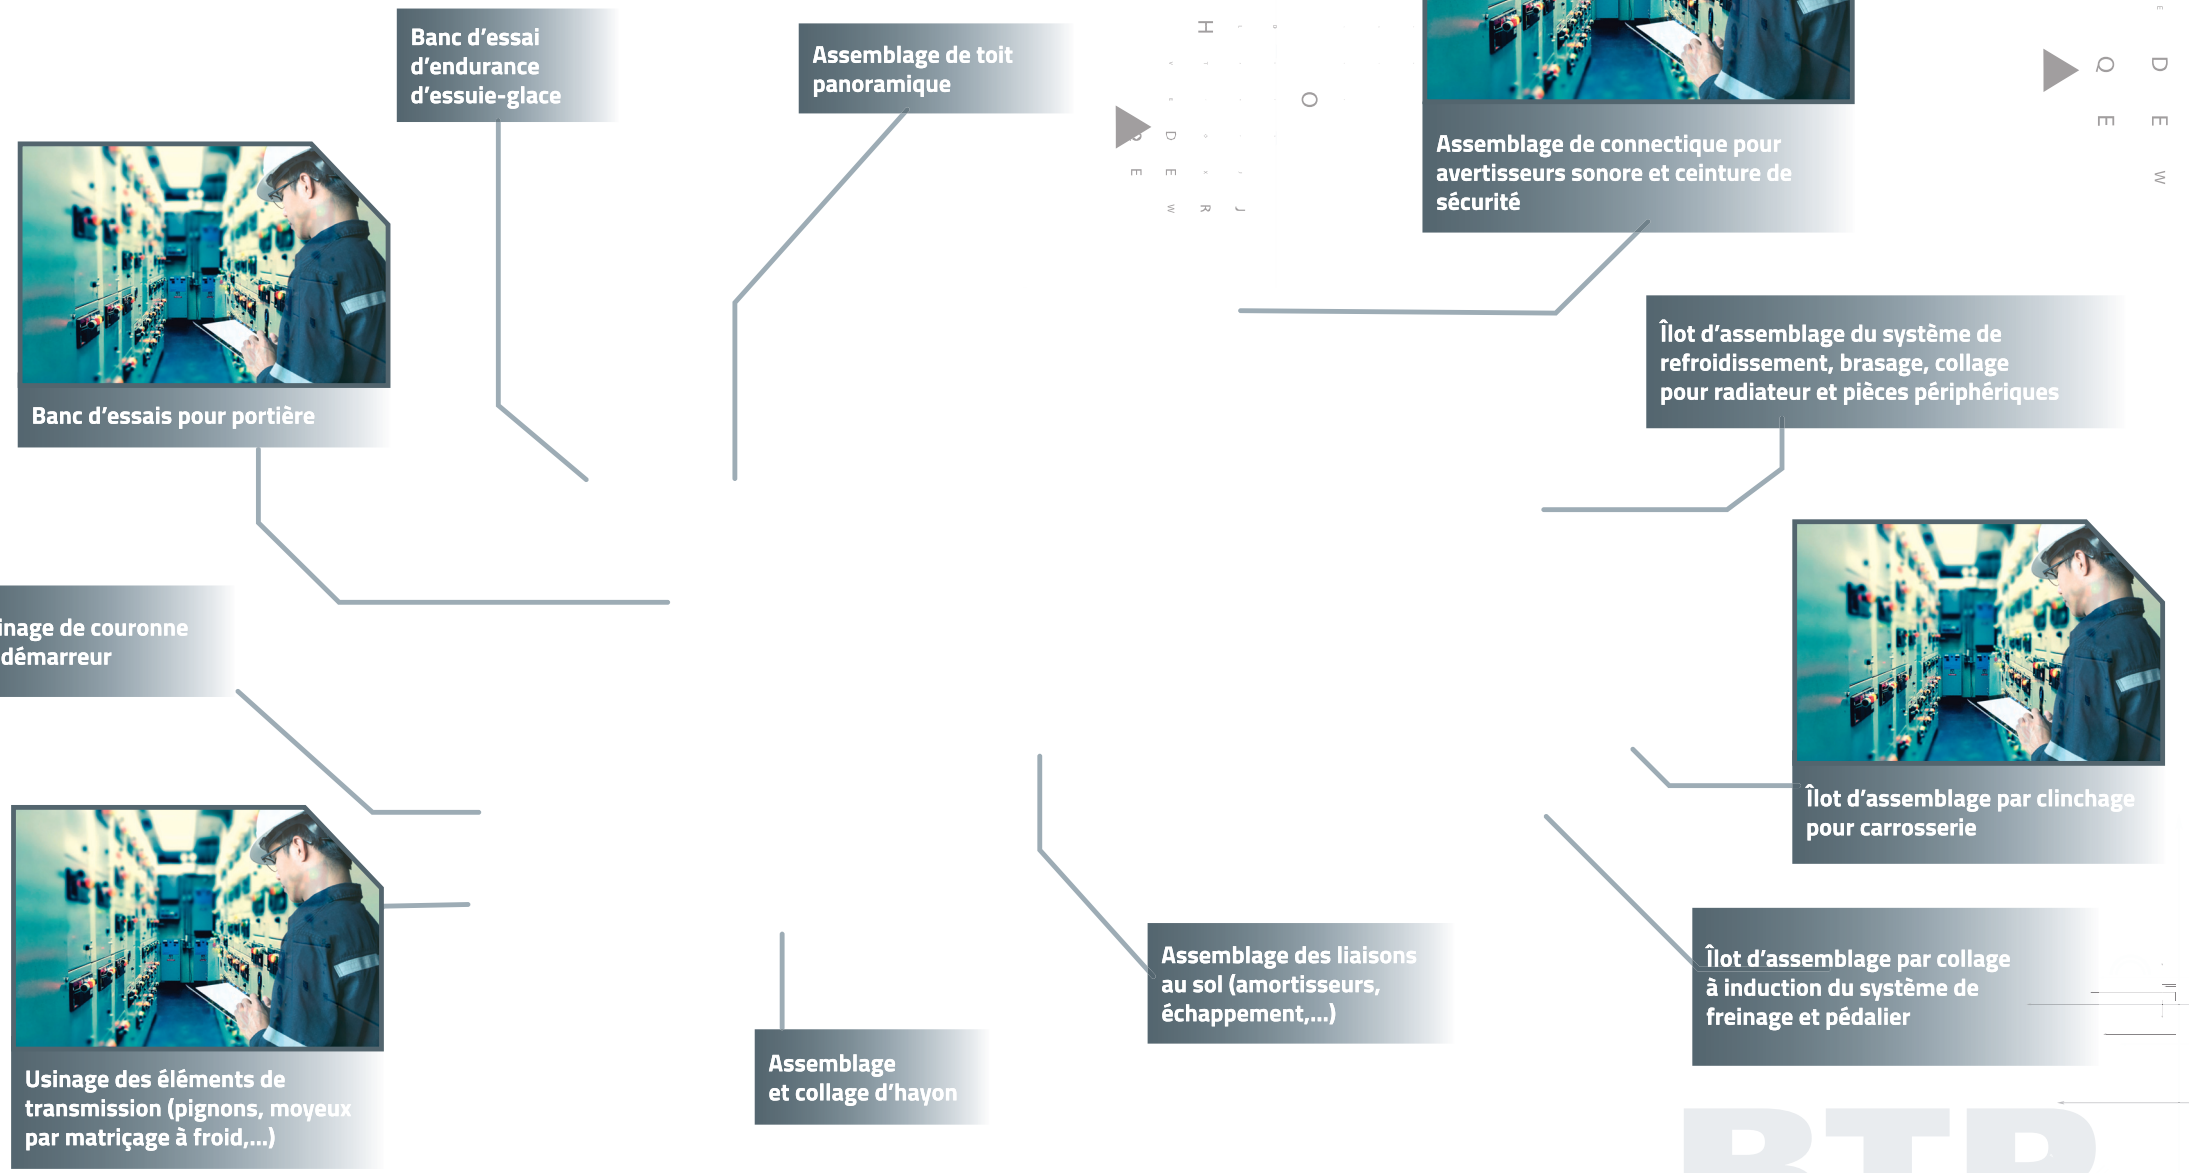 Banc d’essai
d’endurance
d’essuie-glace
Assemblage de toit
panoramique
Assemblage de connectique pour
avertisseurs sonore et ceinture de
sécurité
Îlot d’assemblage du système de
refroidissement, brasage, collage
pour radiateur et pièces périphériques
Banc d’essais pour portière
inage de couronne
démarreur
Îlot d’assemblage par clinchage
pour carrosserie
Usinage des éléments de
transmission (pignons, moyeux
par matriçage à froid,...)
Assemblage
et collage d’hayon
Assemblage des liaisons
au sol (amortisseurs,
échappement,...)
Îlot d’assemblage par collage
à induction du système de
freinage et pédalier
BTP